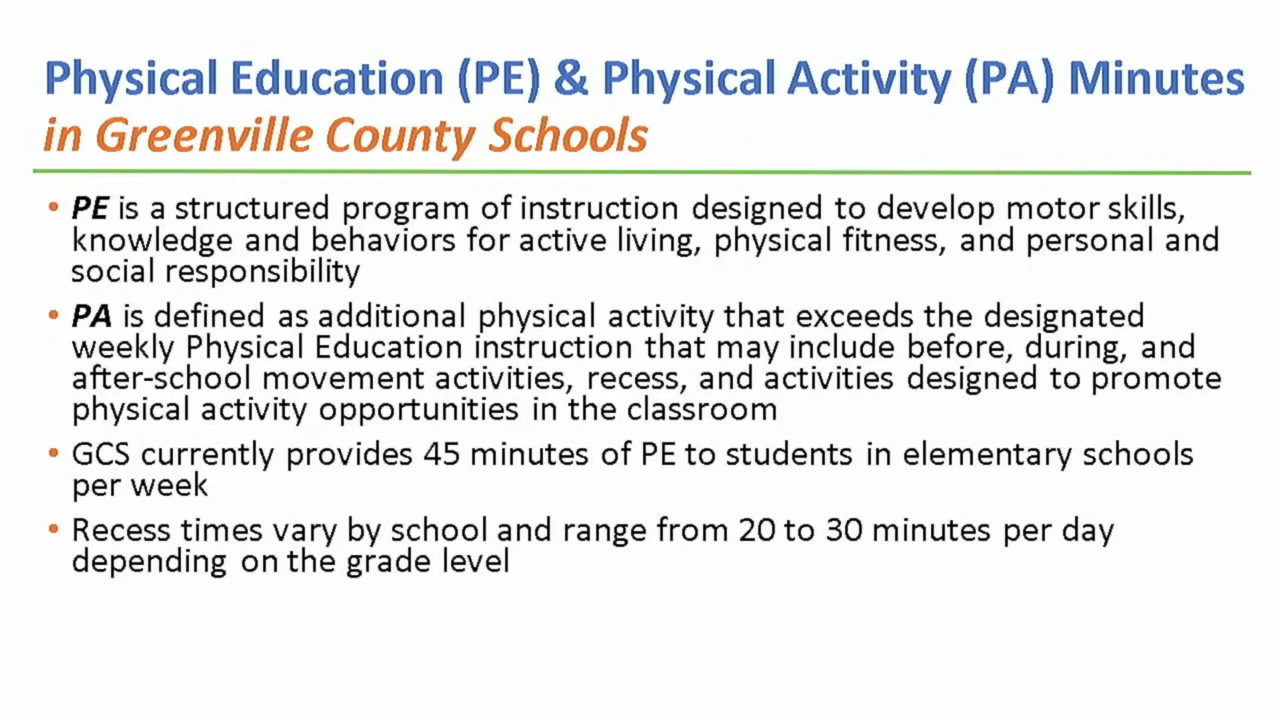 Physical Education (PE) & Physical Activity (PA) Minutes
in Greenville County Schools
• PE is a structured program of instruction designed to develop motor skills,
knowledge and behaviors for active living, physical fitness, and personal and
social responsibility
• PA is defined as additional physical activity that exceeds the designated
weekly Physical Education instruction that may include before, during, and
after-school movement activities, recess, and activities designed to promote
physical activity opportunities in the classroom
• GCS currently provides 45 minutes of PE to students in elementary schools
per week
• Recess times vary by school and range from 20 to 30 minutes per day
depending on the grade level